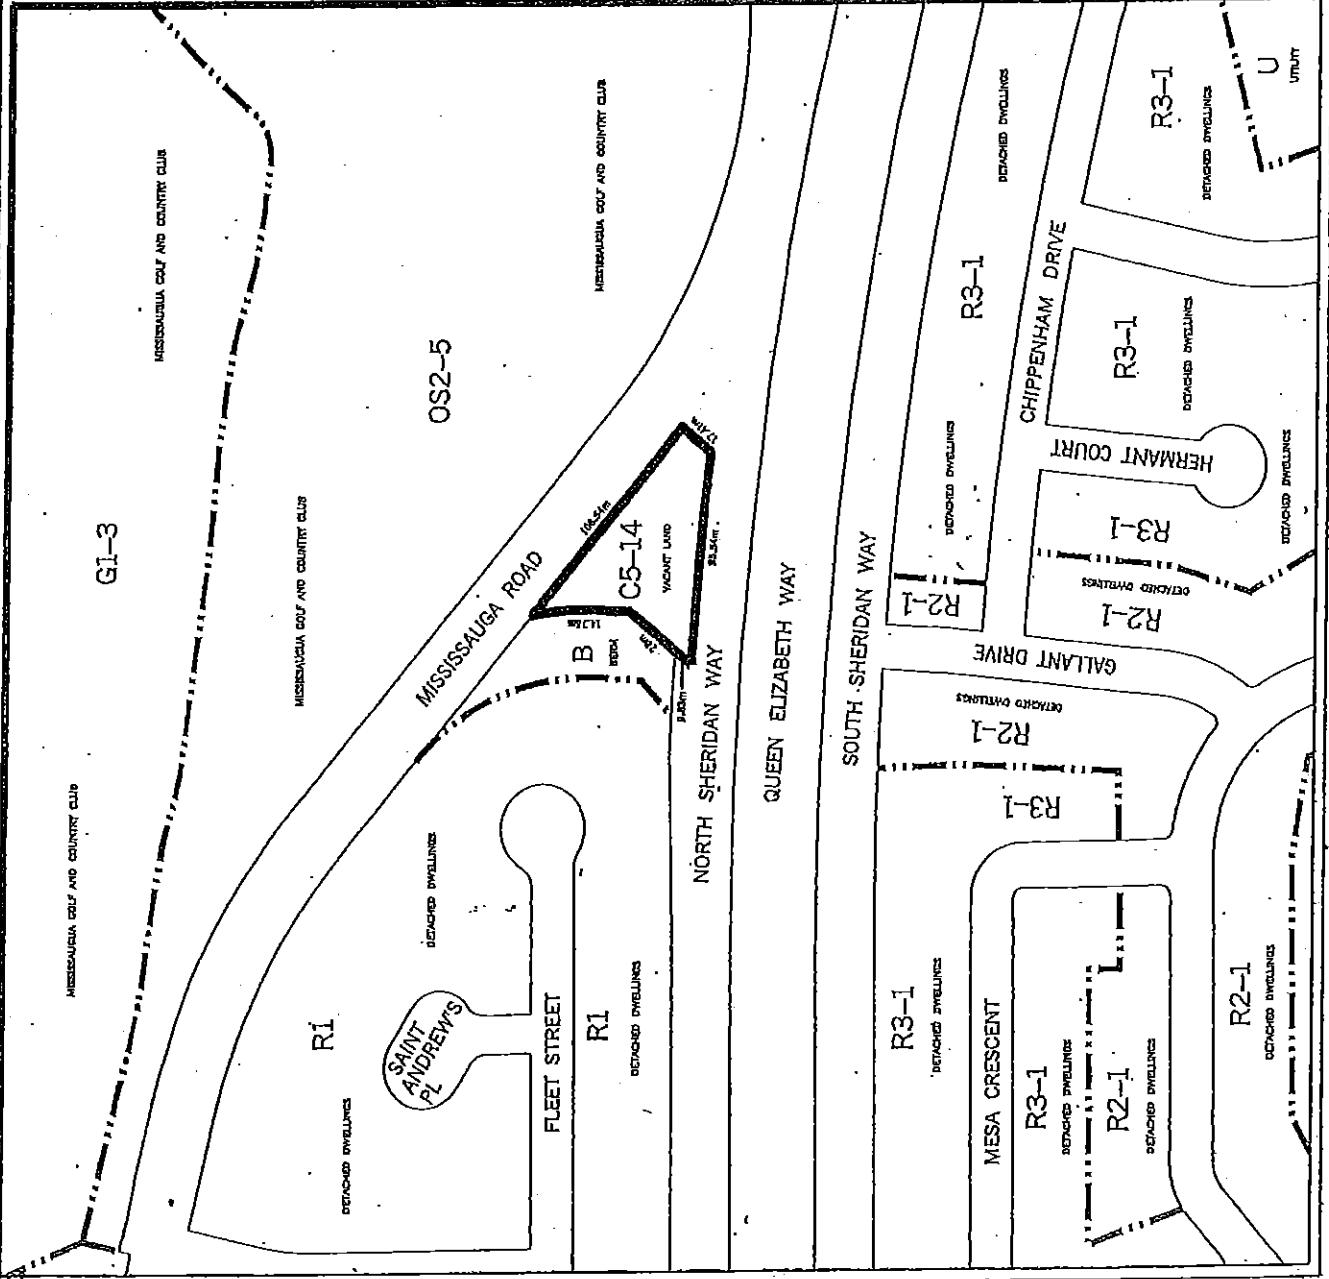 G1-3
MISSISSAUGA GOLF AND COUNTRY CLUB
MISSISSAUGA GOLF AND COUNTRY CLUB
MISSISSAUGA GOLF AND COUNTRY CLUB
OS2-5
MISSISSAUGA GOLF AND COUNTRY CLUB
MISSISSAUGA ROAD
106.54m
C5-14
VACANT LAND
B
BERM
NORTH SHERIDAN WAY
QUEEN ELIZABETH WAY
SOUTH SHERIDAN WAY
R1
DETACHED DWELLINGS
DETACHED DWELLINGS
SAINT
ANDREW'S
PL
FLEET STREET
R1
DETACHED DWELLINGS
R3-1
DETACHED DWELLINGS
R3-1
DETACHED DWELLINGS
DETACHED DWELLINGS
CHIPPENHAM DRIVE
R3-1
DETACHED DWELLINGS
U
UTILITY
R3-1
DETACHED DWELLINGS
HERMANT COURT
DETACHED DWELLINGS
R3-1
R2-1
DETACHED DWELLINGS
R2-1
GALLANT DRIVE
R2-1
DETACHED DWELLINGS
R3-1
MESA CRESCENT
R3-1
DETACHED DWELLINGS
R2-1
DETACHED DWELLINGS
R2-1
DETACHED DWELLINGS